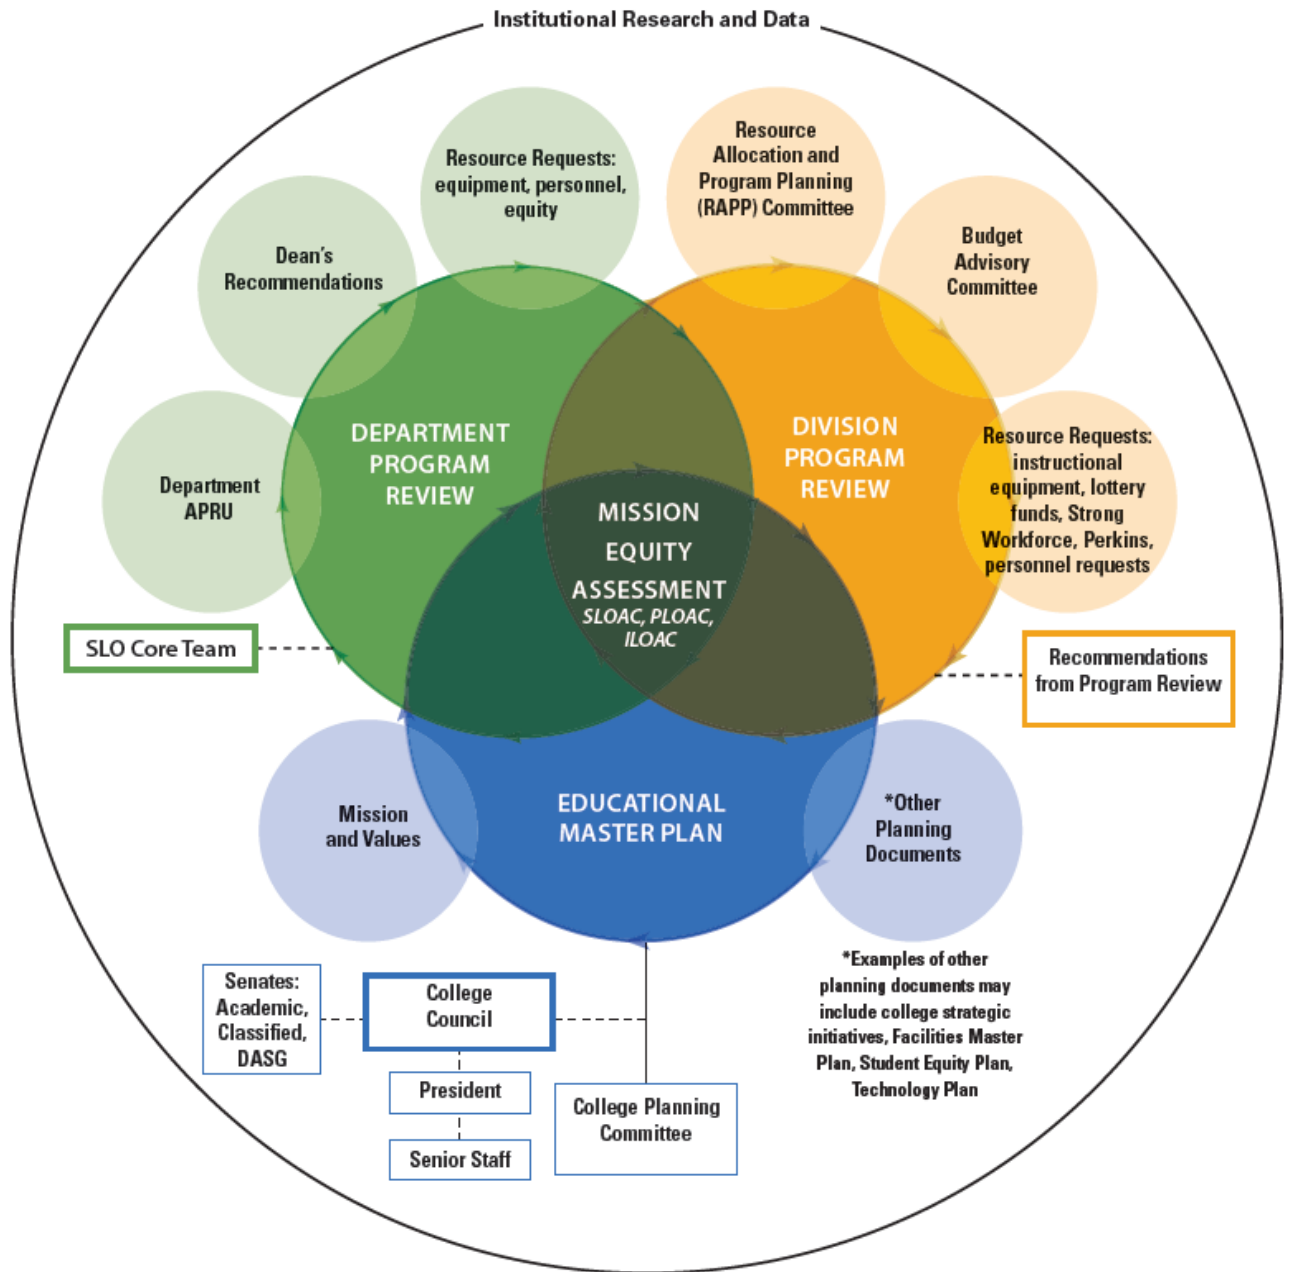 Institutional Research and Data
Resource Requests:
equipment, personnel,
equity
Resource
Allocation and
Program Planning
(RAPP) Committee
Dean's
Recommendations
Budget
Advisory
Committee
Department
APRU
DEPARTMENT
PROGRAM
REVIEW
DIVISION
PROGRAM
REVIEW
Resource Requests:
instructional
equipment, lottery
funds, Strong
Workforce, Perkins,
personnel requests
MISSION
EQUITY
ASSESSMENT
SLOAC, PLOAC,
ILOAC
SLO Core Team
Recommendations
from Program Review
Mission
and Values
EDUCATIONAL
MASTER PLAN
*Other
Planning
Documents
*Examples of other
planning documents may
include college strategic
initiatives, Facilities Master
Plan, Student Equity Plan,
Technology Plan
Senates:
Academic,
Classified,
DASG
College
Council
President
Senior Staff
College Planning
Committee